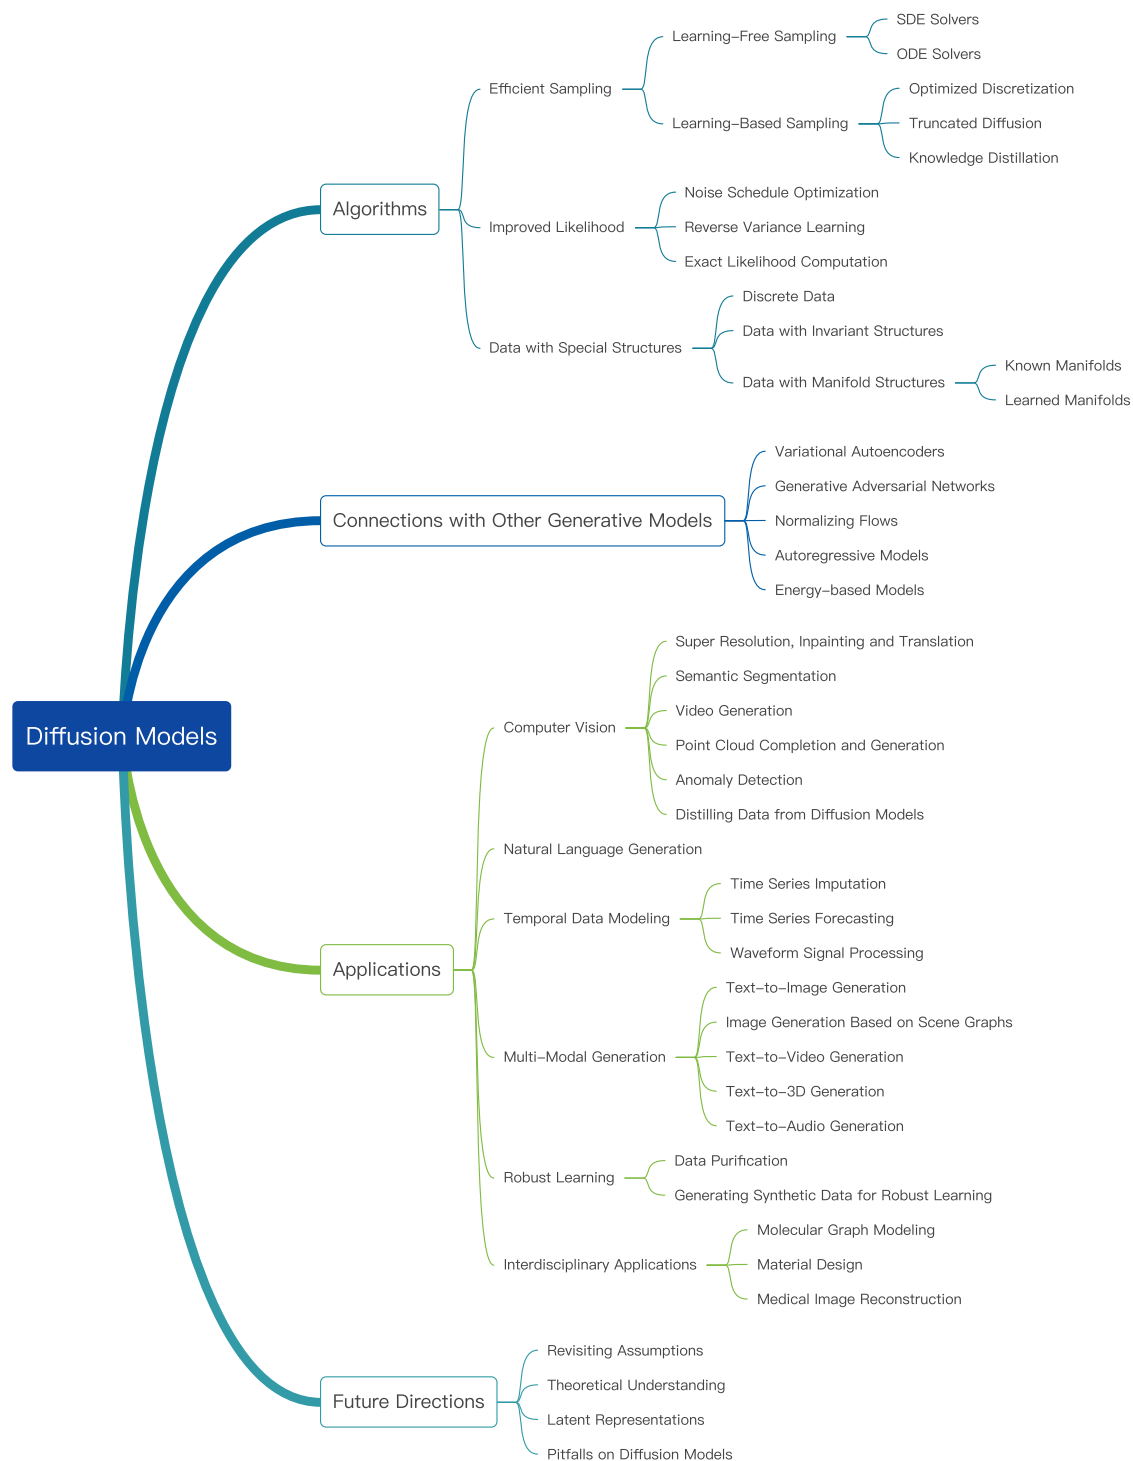 Diffusion Models
Algorithms
Efficient Sampling
Learning-Free Sampling
SDE Solvers
ODE Solvers
Learning-Based Sampling
Optimized Discretization
Truncated Diffusion
Knowledge Distillation
Improved Likelihood
Noise Schedule Optimization
Reverse Variance Learning
Exact Likelihood Computation
Data with Special Structures
Discrete Data
Data with Invariant Structures
Data with Manifold Structures
Known Manifolds
Learned Manifolds
Connections with Other Generative Models
Variational Autoencoders
Generative Adversarial Networks
Normalizing Flows
Autoregressive Models
Energy-based Models
Applications
Computer Vision
Super Resolution, Inpainting and Translation
Semantic Segmentation
Video Generation
Point Cloud Completion and Generation
Anomaly Detection
Distilling Data from Diffusion Models
Natural Language Generation
Temporal Data Modeling
Time Series Imputation
Time Series Forecasting
Waveform Signal Processing
Multi-Modal Generation
Text-to-Image Generation
Image Generation Based on Scene Graphs
Text-to-Video Generation
Text-to-3D Generation
Text-to-Audio Generation
Robust Learning
Data Purification
Generating Synthetic Data for Robust Learning
Interdisciplinary Applications
Molecular Graph Modeling
Material Design
Medical Image Reconstruction
Future Directions
Revisiting Assumptions
Theoretical Understanding
Latent Representations
Pitfalls on Diffusion Models